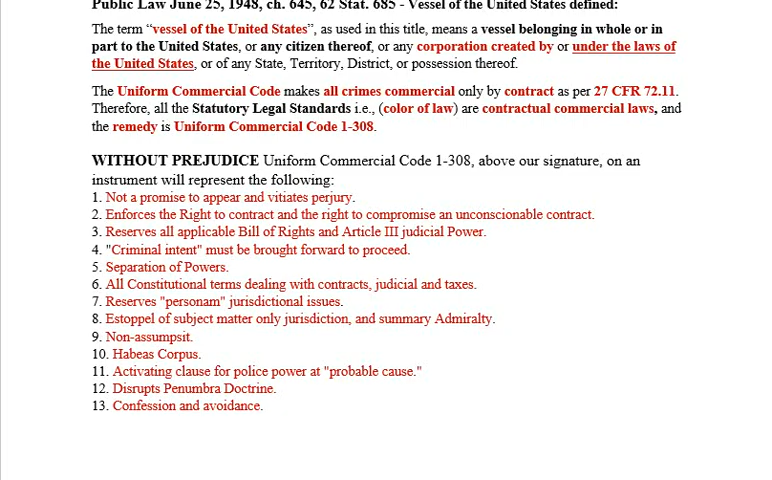 Public Law June 25, 1948, ch. 645, 62 Stat. 685 - Vessel of the United States defined:
The term “vessel of the United States”, as used in this title, means a vessel belonging in whole or in
part to the United States, or any citizen thereof, or any corporation created by or under the laws of
the United States, or of any State, Territory, District, or possession thereof.
The Uniform Commercial Code makes all crimes commercial only by contract as per 27 CFR 72.11.
Therefore, all the Statutory Legal Standards i.e., (color of law) are contractual commercial laws, and
the remedy is Uniform Commercial Code 1-308.
WITHOUT PREJUDICE Uniform Commercial Code 1-308, above our signature, on an
instrument will represent the following:
1. Not a promise to appear and vitiates perjury.
2. Enforces the Right to contract and the right to compromise an unconscionable contract.
3. Reserves all applicable Bill of Rights and Article III judicial Power.
4. "Criminal intent" must be brought forward to proceed.
5. Separation of Powers.
6. All Constitutional terms dealing with contracts, judicial and taxes.
7. Reserves "personam" jurisdictional issues.
8. Estoppel of subject matter only jurisdiction, and summary Admiralty.
9. Non-assumpsit.
10. Habeas Corpus.
11. Activating clause for police power at "probable cause."
12. Disrupts Penumbra Doctrine.
13. Confession and avoidance.